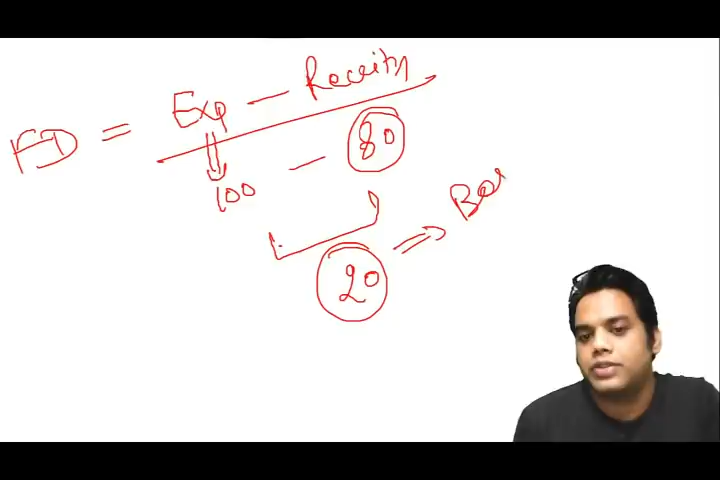 FD = Exp - Receipts
100 - 80
20 ⇒ Bor